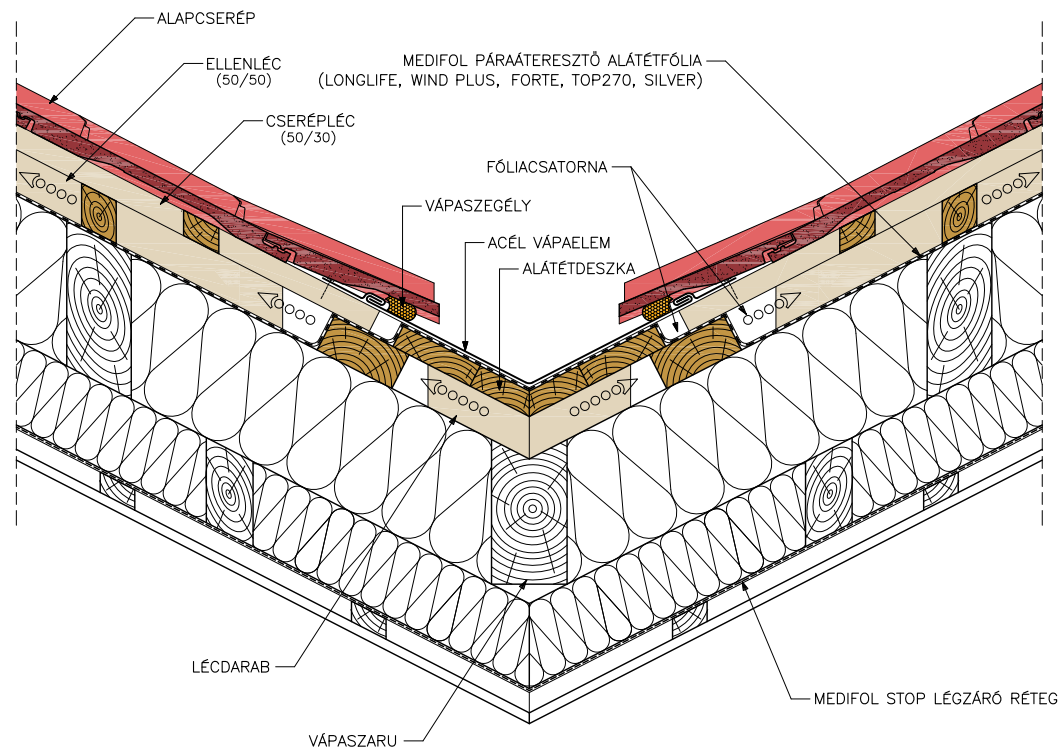 ALAPCSERÉP
ELLENLÉC
(50/50)
CSERÉPLÉC
(50/30)
MEDIFOL PÁRAÁTERESZTŐ ALÁTÉTFÓLIA
(LONGLIFE, WIND PLUS, FORTE, TOP270, SILVER)
FÓLIACSATORNA
VÁPASZEGÉLY
ACÉL VÁPAELEM
ALÁTÉTDESZKA
LÉCDARAB
VÁPASZARU
MEDIFOL STOP LÉGZÁRÓ RÉTEG